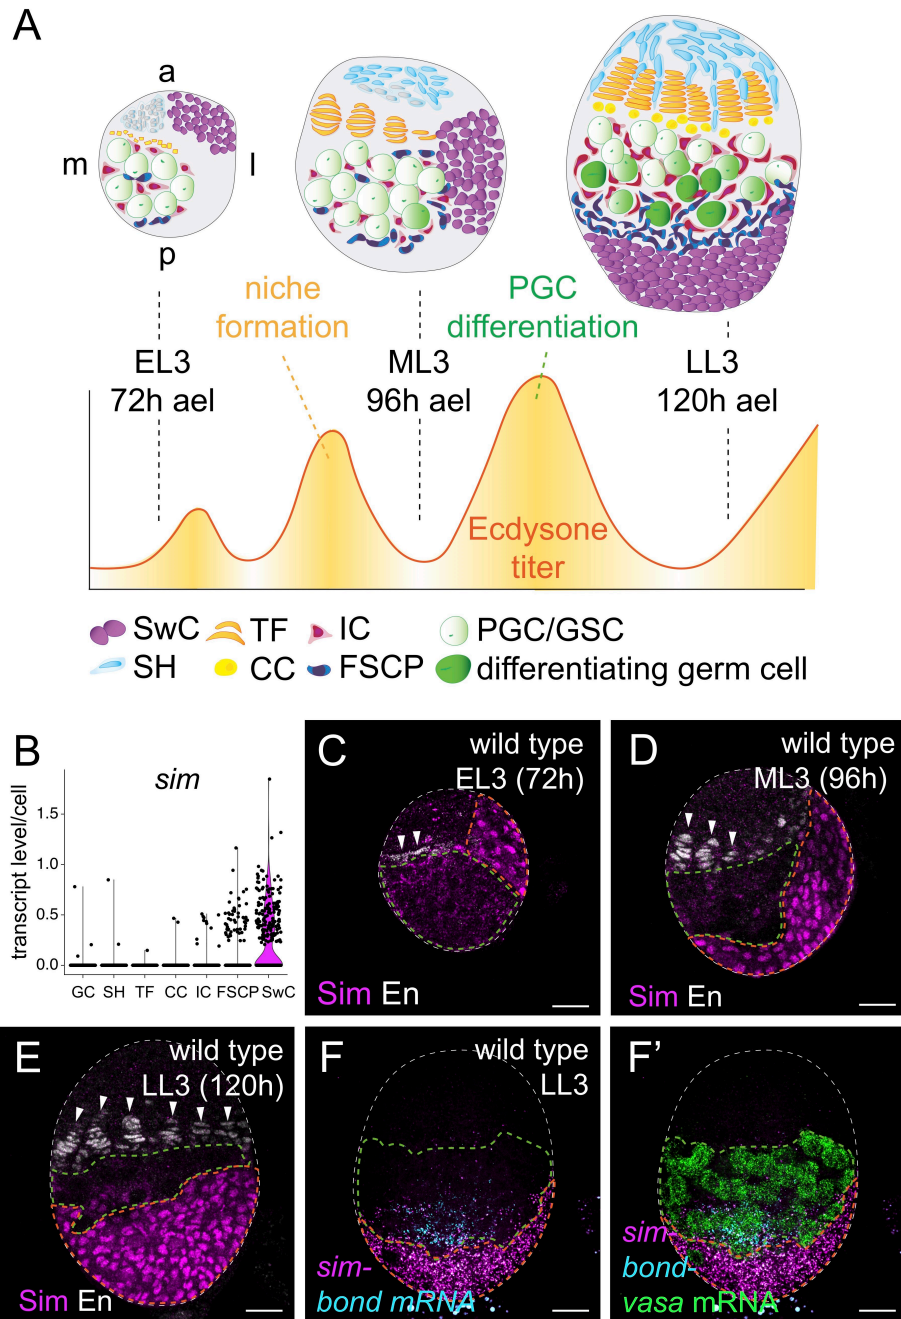 A
a
m
l
p
niche
formation
PGC
differentiation
EL3
72h ael
ML3
96h ael
LL3
120h ael
Ecdysone
titer
SwC
TF
IC
PGC/GSC
SH
CC
FSCP
differentiating germ cell
B
sim
transcript level/cell
1.5
1.0
0.5
0.0
GC SH TF CC IC FSCP SwC
C
wild type
EL3 (72h)
Sim En
D
wild type
ML3 (96h)
Sim En
E
wild type
LL3 (120h)
Sim En
F
wild type
LL3
sim-
bond mRNA
F’
sim-
bond-
vasa mRNA